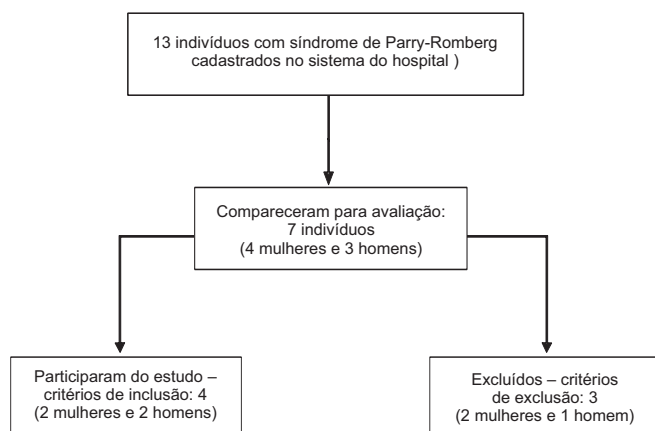 13 indivíduos com síndrome de Parry-Romberg
cadastrados no sistema do hospital )
Compareceram para avaliação:
7 indivíduos
(4 mulheres e 3 homens)
Participaram do estudo –
critérios de inclusão: 4
(2 mulheres e 2 homens)
Excluídos – critérios
de exclusão: 3
(2 mulheres e 1 homem)